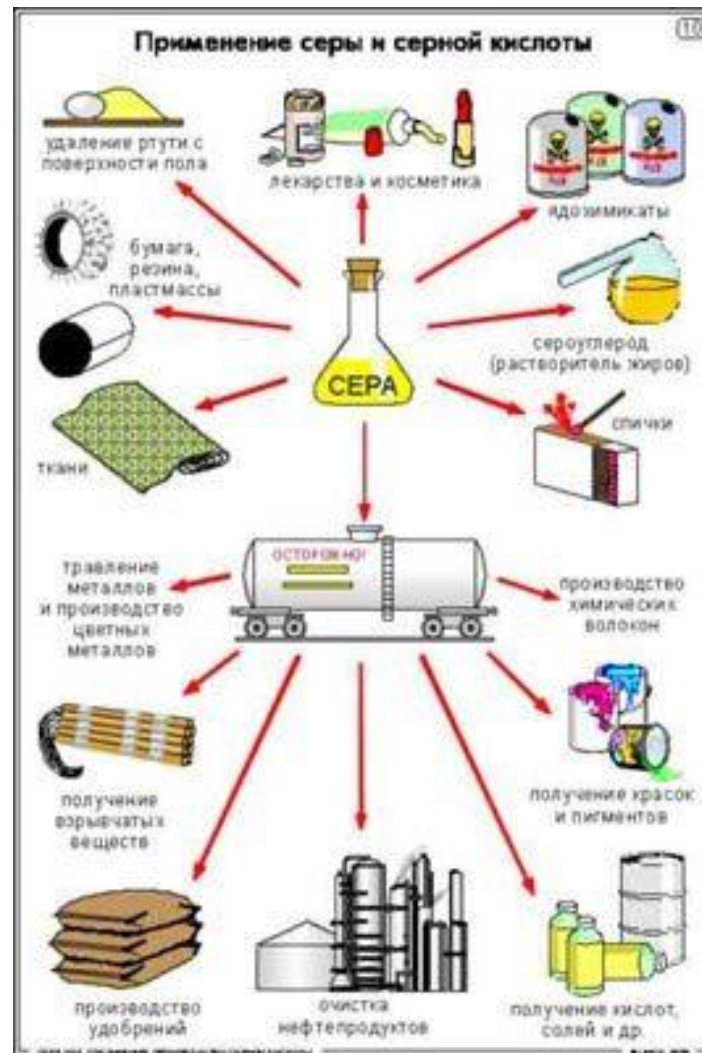 Применение серы и серной кислоты
удаление ртути с
поверхности пола
лекарства и косметика
ядохимикаты
бумага,
резина,
пластмассы
сероуглерод
(растворитель жиров)
СЕРА
ткани
спички
ОСТОРОЖНО!
травление
металлов
и производство
цветных
металлов
производство
химических
волокон
получение
взрывчатых
веществ
получение красок
и пигментов
производство
удобрений
очистка
нефтепродуктов
получение кислот,
солей и др.